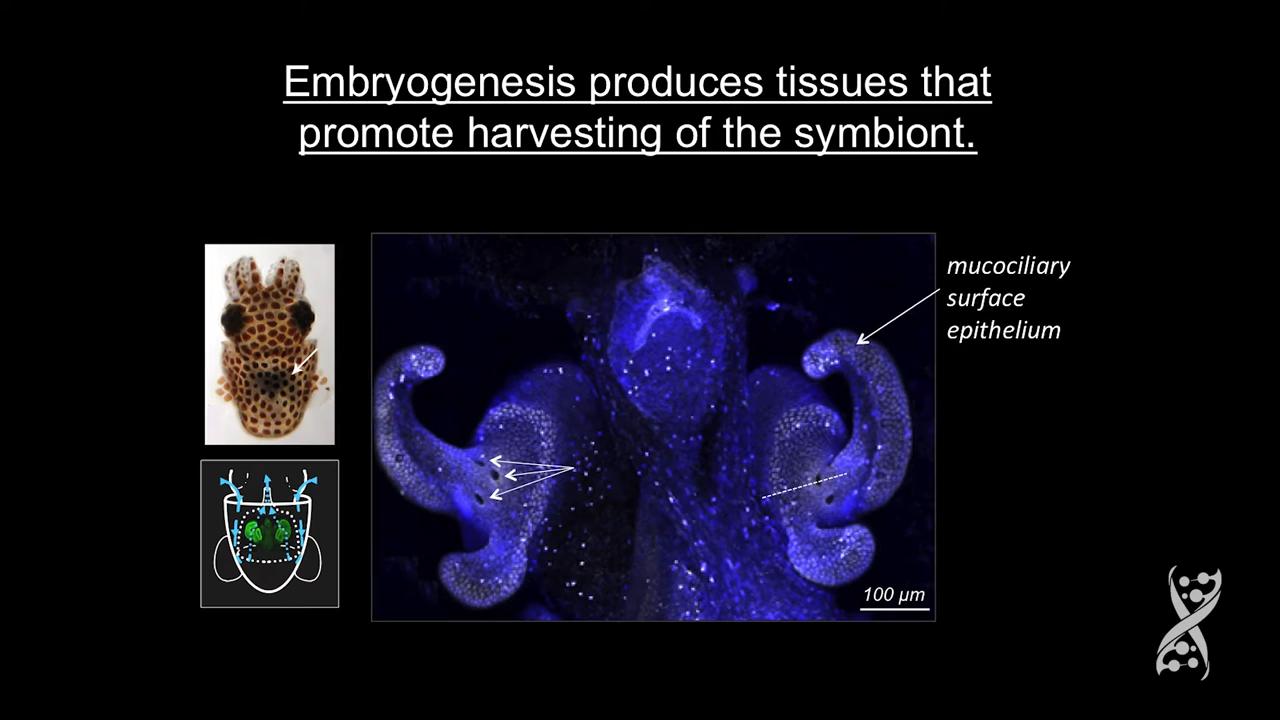 Embryogenesis produces tissues that
promote harvesting of the symbiont.
mucociliary
surface
epithelium
100 µm